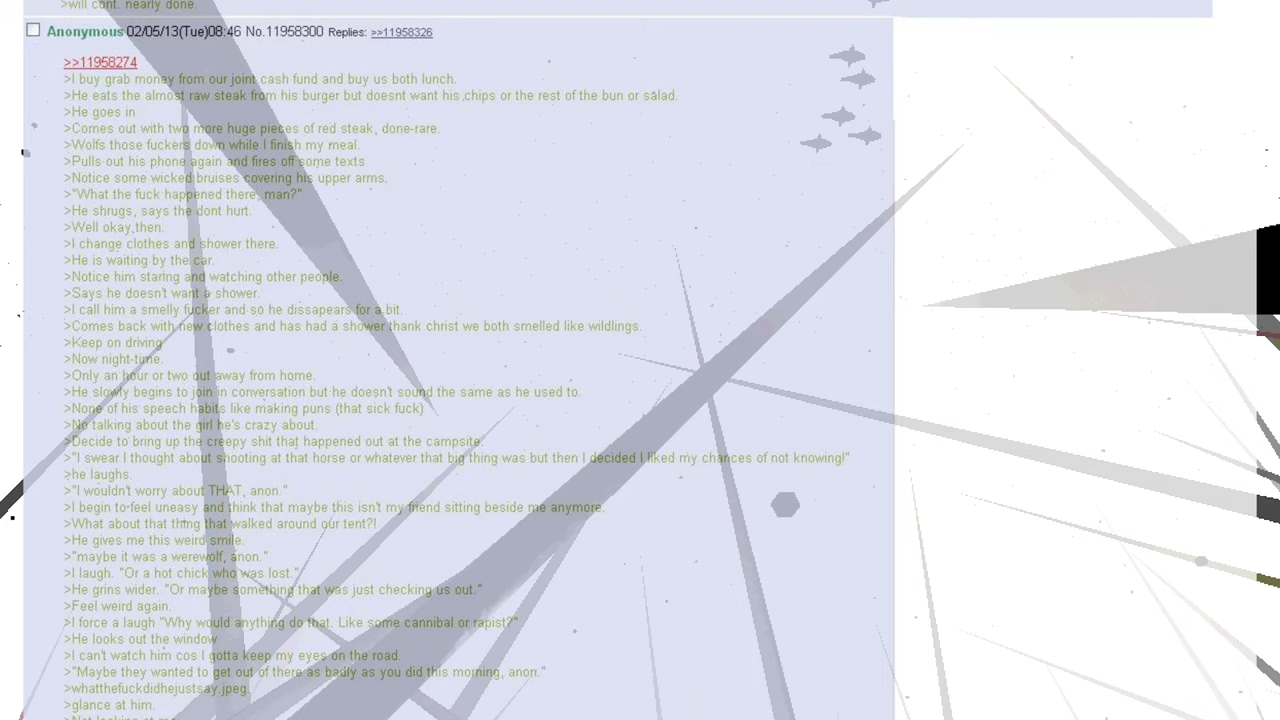 >will cont. nearly done.
Anonymous 02/05/13(Tue)08:46 No.11958300 Replies: >>11958326
>>11958274
>I buy grab money from our joint cash fund and buy us both lunch.
>He eats the almost raw steak from his burger but doesnt want his chips or the rest of the bun or salad.
>He goes in
>Comes out with two more huge pieces of red steak, done-rare.
>Wolfs those fuckers down while I finish my meal.
>Pulls out his phone again and fires off some texts
>Notice some wicked bruises covering his upper arms.
>"What the fuck happened there, man?"
>He shrugs, says the dont hurt.
>Well okay then.
>I change clothes and shower there.
>He is waiting by the car.
>Notice him staring and watching other people.
>Says he doesn't want a shower.
>I call him a smelly fucker and so he dissapears for a bit.
>Comes back with new clothes and has had a shower thank christ we both smelled like wildlings.
>Keep on driving
>Now night-time.
>Only an hour or two out away from home.
>He slowly begins to join in conversation but he doesn't sound the same as he used to.
>None of his speech habits like making puns (that sick fuck)
>No talking about the girl he's crazy about.
>Decide to bring up the creepy shit that happened out at the campsite.
>"I swear I thought about shooting at that horse or whatever that big thing was but then I decided I liked my chances of not knowing!"
>he laughs.
>"I wouldn't worry about THAT, anon."
>I begin to feel uneasy and think that maybe this isn't my friend sitting beside me anymore.
>What about that thing that walked around our tent?!
>He gives me this weird smile.
>"maybe it was a werewolf, anon."
>I laugh. "Or a hot chick who was lost."
>He grins wider. "Or maybe something that was just checking us out."
>Feel weird again.
>I force a laugh "Why would anything do that. Like some cannibal or rapist?"
>He looks out the window
>I can't watch him cos I gotta keep my eyes on the road.
>"Maybe they wanted to get out of there as badly as you did this morning, anon."
>whatthefuckdidhejustsay.jpeg.
>glance at him.
>Not looking at me